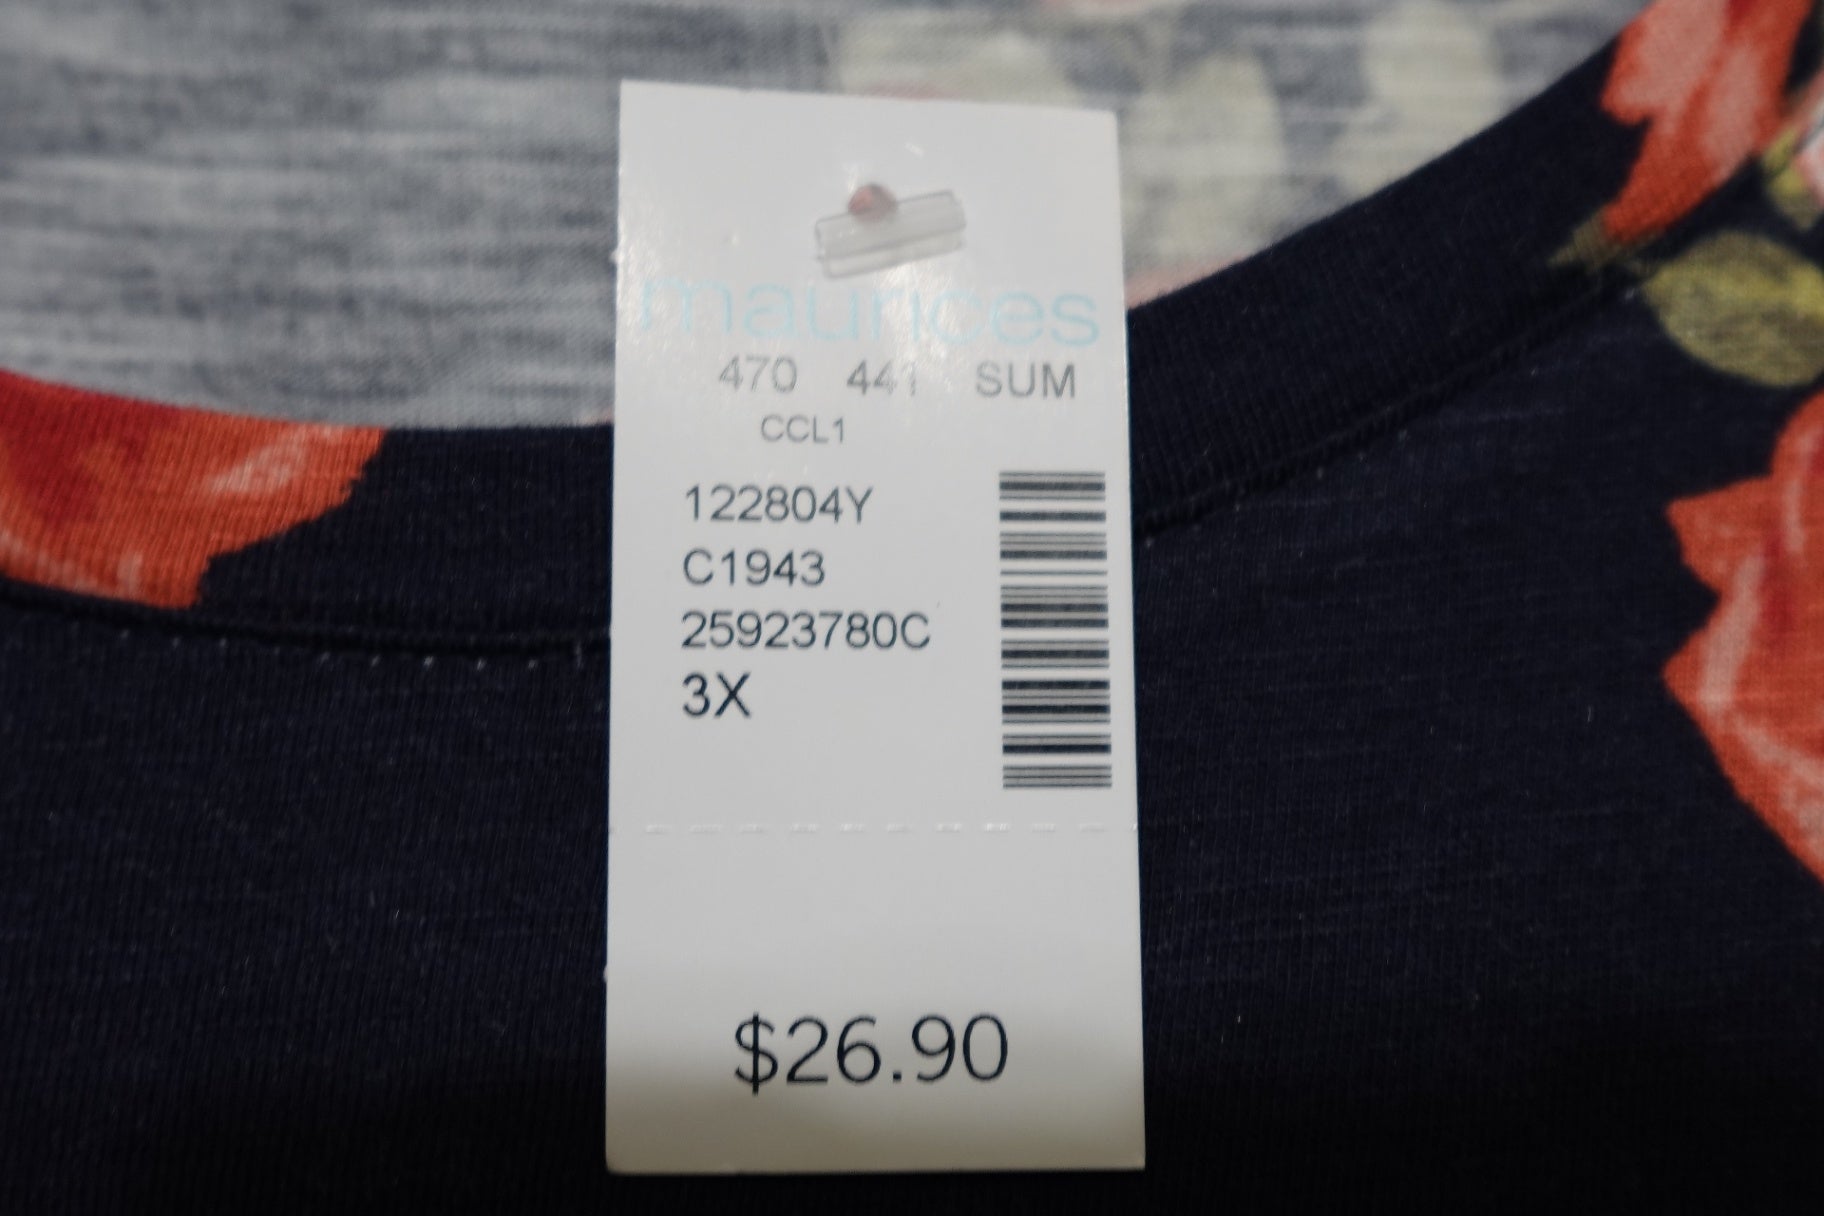 maurices
470 441 SUM
CCL1
122804Y
C1943
25923780C
3X
$26.90